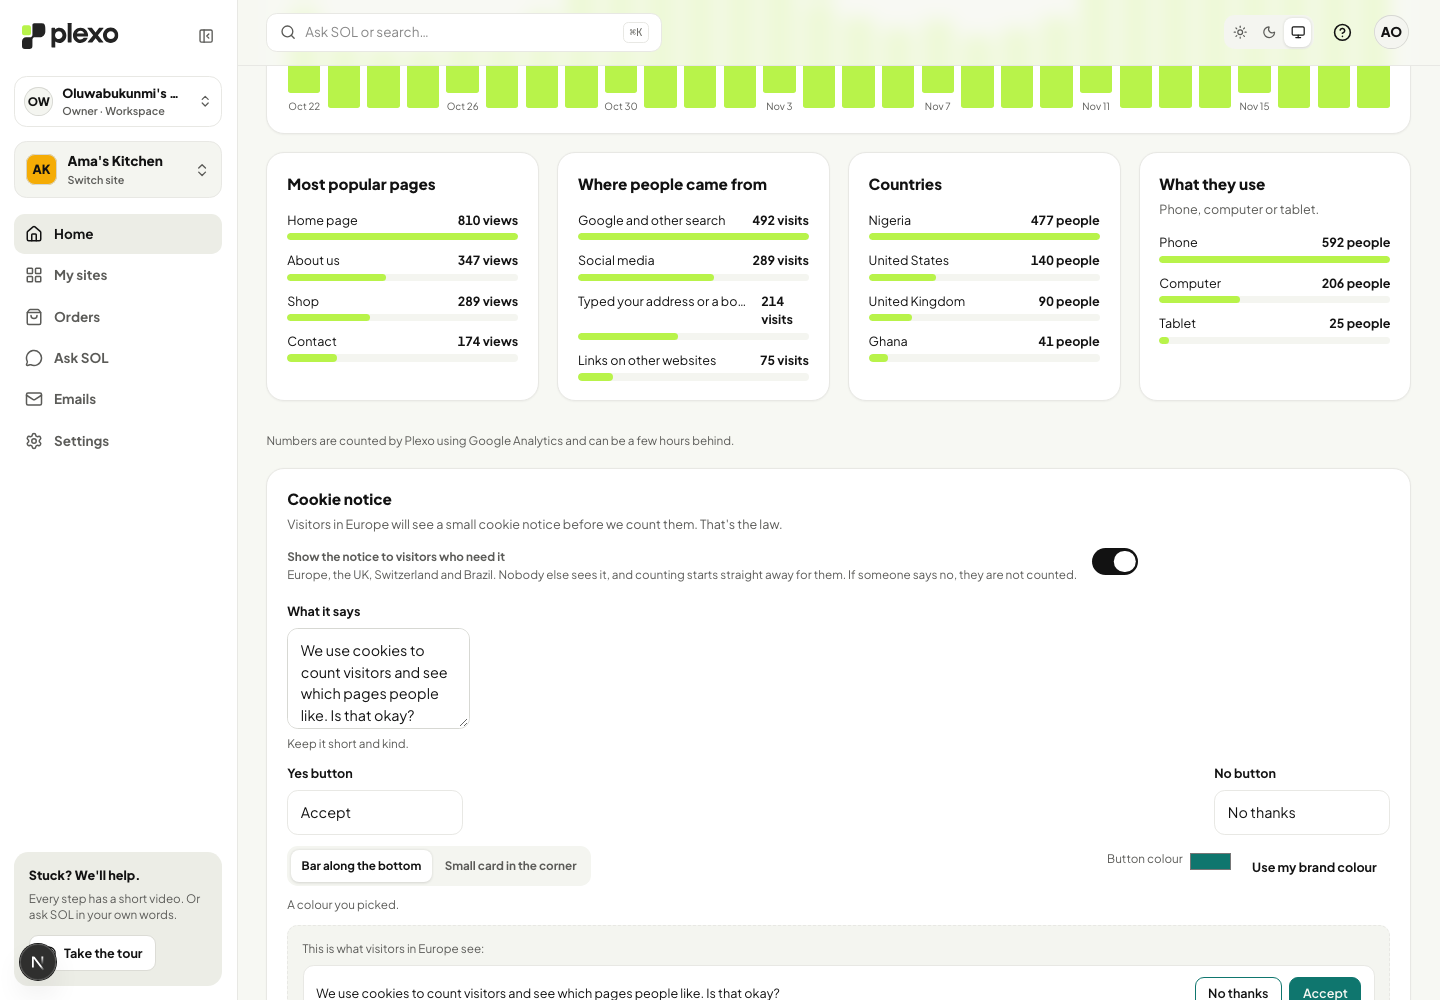 plexo
Ask SOL or search...
⌘K
AO
OW
Oluwabukunmi's ...
Owner · Workspace
AK
Ama's Kitchen
Switch site
Home
My sites
Orders
Ask SOL
Emails
Settings
Stuck? We'll help.
Every step has a short video. Or
ask SOL in your own words.
Take the tour
N
Oct 22
Oct 26
Oct 30
Nov 3
Nov 7
Nov 11
Nov 15
Most popular pages
Home page 810 views
About us 347 views
Shop 289 views
Contact 174 views
Where people came from
Google and other search 492 visits
Social media 289 visits
Typed your address or a bo... 214
visits
Links on other websites 75 visits
Countries
Nigeria 477 people
United States 140 people
United Kingdom 90 people
Ghana 41 people
What they use
Phone, computer or tablet.
Phone 592 people
Computer 206 people
Tablet 25 people
Numbers are counted by Plexo using Google Analytics and can be a few hours behind.
Cookie notice
Visitors in Europe will see a small cookie notice before we count them. That's the law.
Show the notice to visitors who need it
Europe, the UK, Switzerland and Brazil. Nobody else sees it, and counting starts straight away for them. If someone says no, they are not counted.
What it says
We use cookies to
count visitors and see
which pages people
like. Is that okay?
Keep it short and kind.
Yes button
Accept
No button
No thanks
Bar along the bottom
Small card in the corner
Button colour
Use my brand colour
A colour you picked.
This is what visitors in Europe see:
We use cookies to count visitors and see which pages people like. Is that okay?
No thanks
Accept